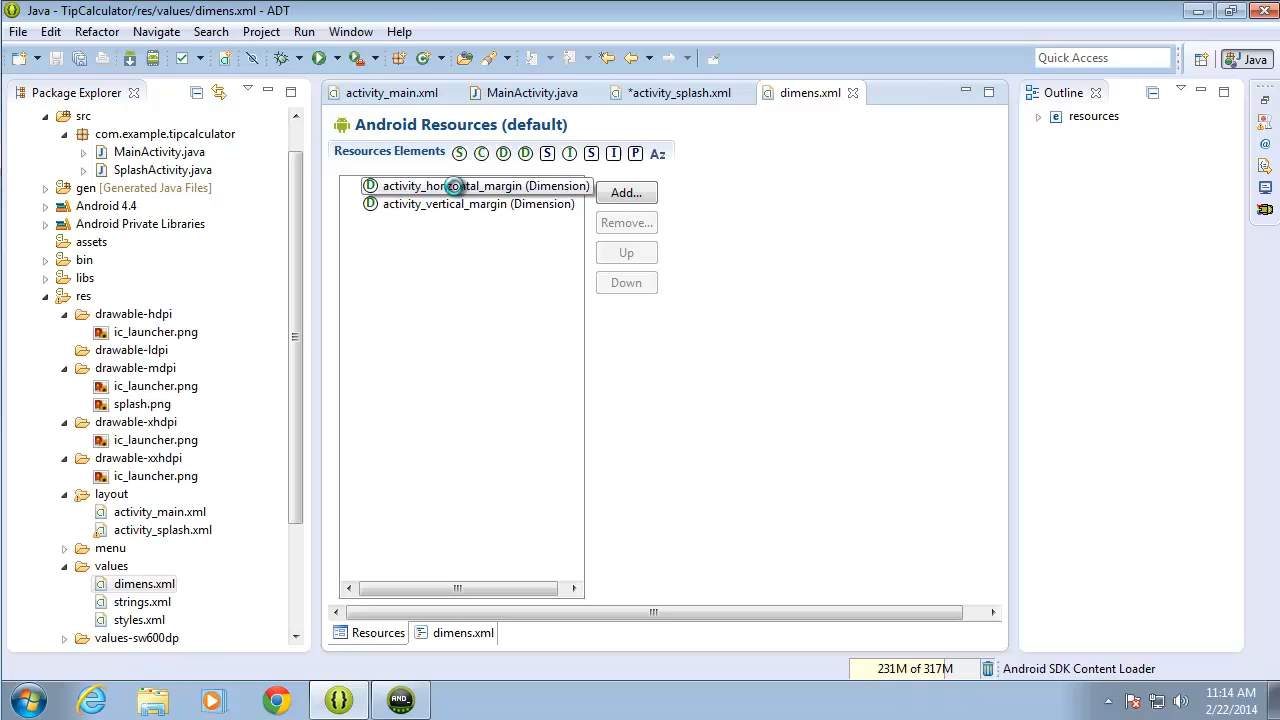 Java - TipCalculator/res/values/dimens.xml - ADT
File Edit Refactor Navigate Search Project Run Window Help
Quick Access
Java
Package Explorer
src
com.example.tipcalculator
MainActivity.java
SplashActivity.java
gen [Generated Java Files]
Android 4.4
Android Private Libraries
assets
bin
libs
res
drawable-hdpi
ic_launcher.png
drawable-ldpi
drawable-mdpi
ic_launcher.png
splash.png
drawable-xhdpi
ic_launcher.png
drawable-xxhdpi
ic_launcher.png
layout
activity_main.xml
activity_splash.xml
menu
values
dimens.xml
strings.xml
styles.xml
values-sw600dp
activity_main.xml MainActivity.java *activity_splash.xml dimens.xml
Android Resources (default)
Resources Elements S C D D S I S I P Az
D activity_horizontal_margin (Dimension)
D activity_vertical_margin (Dimension)
Add...
Remove...
Up
Down
Resources dimens.xml
Outline
e resources
231M of 317M
Android SDK Content Loader
AND
11:14 AM
2/22/2014